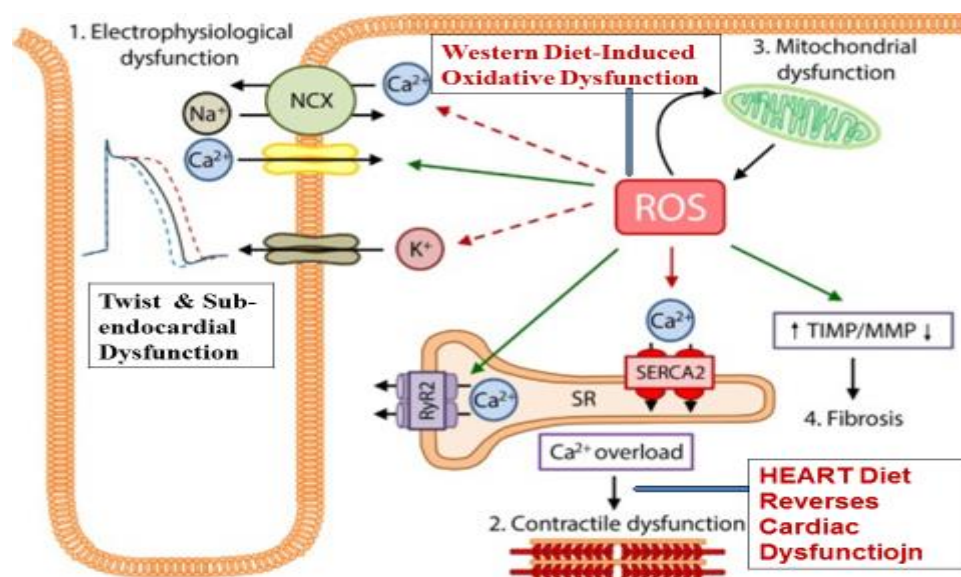 1. Electrophysiological
dysfunction
Western Diet-Induced
Oxidative Dysfunction
3. Mitochondrial
dysfunction
NCX
Ca²⁺
Na⁺
Ca²⁺
ROS
K⁺
Twist & Sub-
endocardial
Dysfunction
Ca²⁺
↑ TIMP/MMP ↓
SERCA2
RyR2
Ca²⁺
SR
4. Fibrosis
Ca²⁺ overload
HEART Diet
Reverses
Cardiac
Dysfunctiojn
2. Contractile dysfunction